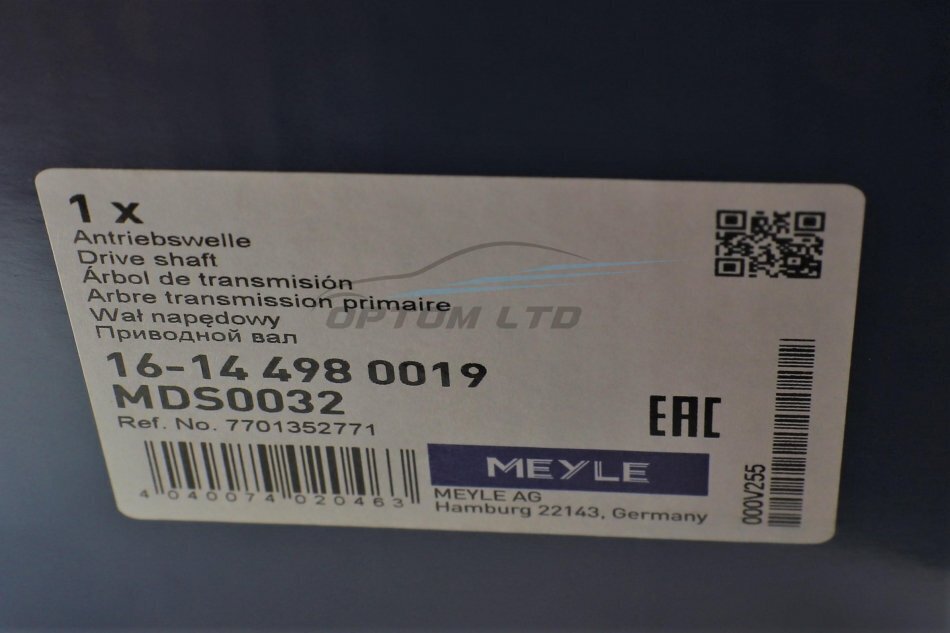 1 x
Antriebswelle
Drive shaft
Árbol de transmisión
Arbre transmission primaire
Wał napędowy
Приводной вал
OPTOM LTD
16-14 498 0019
MDS0032
Ref. No. 7701352771
EAC
4 040074 020463
MEYLE
MEYLE AG
Hamburg 22143, Germany
000V255